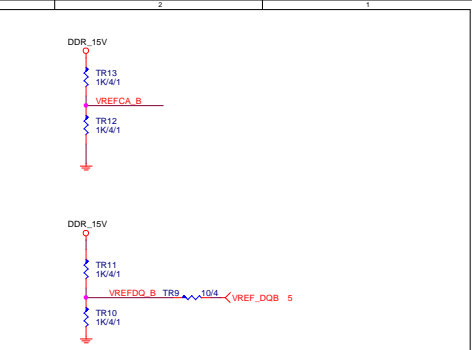 2
1
DDR_15V
TR13
1K/4/1
VREFCA_B
TR12
1K/4/1
DDR_15V
TR11
1K/4/1
VREFDQ_B TR9 10/4 VREF_DQB 5
TR10
1K/4/1